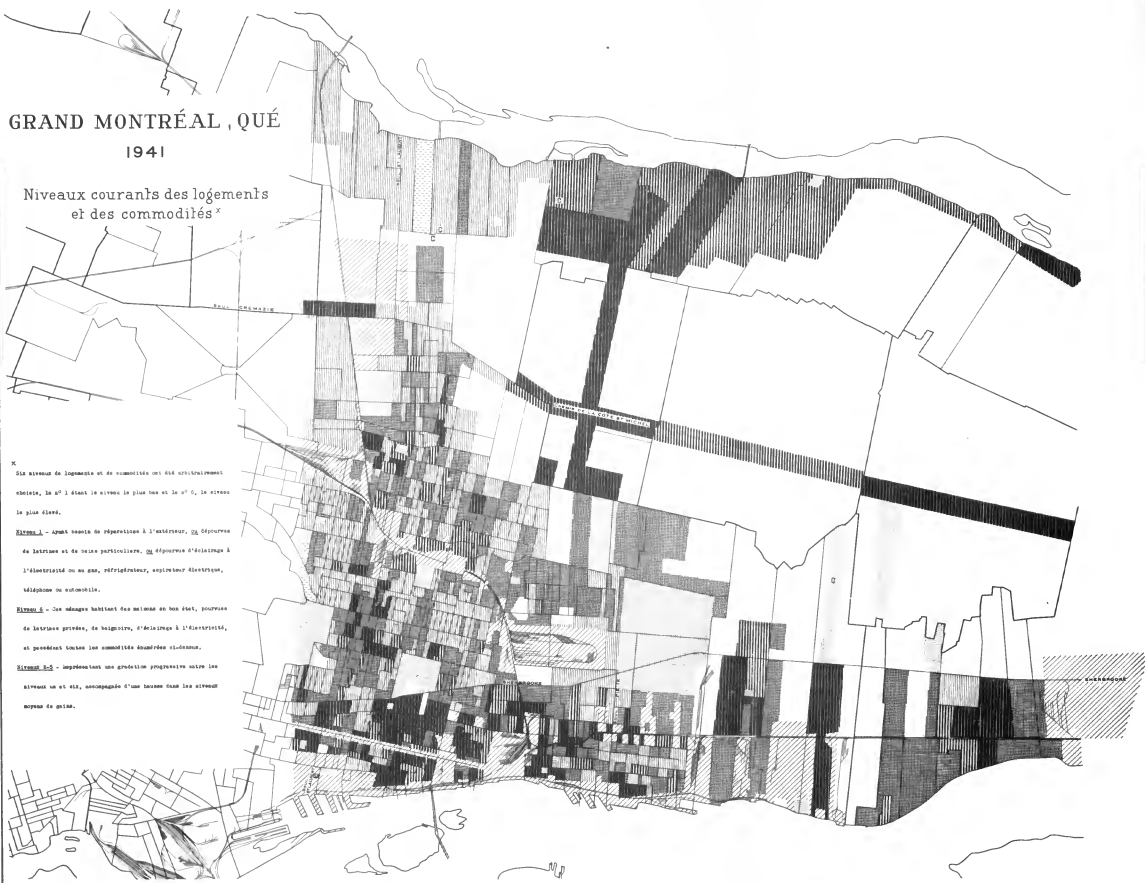 GRAND MONTRÉAL, QUÉ
1941
Niveaux courants des logements
et des commodités x
BOUL. CREMAZIE
CHEMIN DE LA COTE ST MICHEL
SHERBROOKE
SHERBROOKE
x
Six niveaux de logements et de commodités ont été arbitrairement
choisis, le nº 1 étant le niveau le plus bas et le nº 6, le niveau
le plus élevé.
Niveau 1 - Ayant besoin de réparations à l'extérieur, ou dépourvus
de latrines et de bains particuliers, ou dépourvus d'éclairage à
l'électricité ou au gas, réfrigérateur, aspirateur électrique,
téléphone ou automobile.
Niveau 6 - Ces ménages habitant des maisons en bon état, pourvues
de latrines privées, de baignoire, d'éclairage à l'électricité,
et possédant toutes les commodités énumérées ci-dessus.
Niveaux 2-5 - Représentant une gradation progressive entre les
niveaux un et six, accompagnée d'une hausse dans les niveaux
moyens de gains.